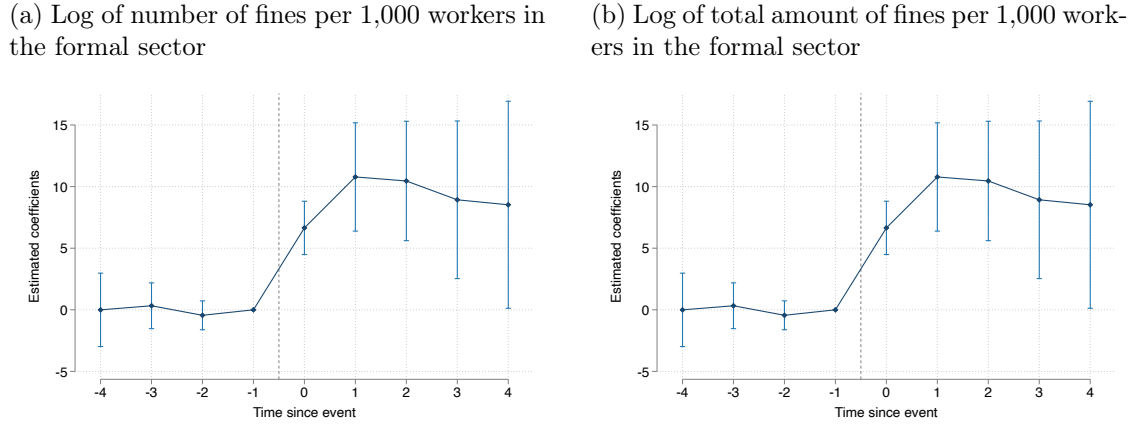 (a) Log of number of fines per 1,000 workers in
the formal sector
15
10
5
0
-5
Estimated coefficients
-4 -3 -2 -1 0 1 2 3 4
Time since event
(b) Log of total amount of fines per 1,000 work-
ers in the formal sector
15
10
5
0
-5
Estimated coefficients
-4 -3 -2 -1 0 1 2 3 4
Time since event